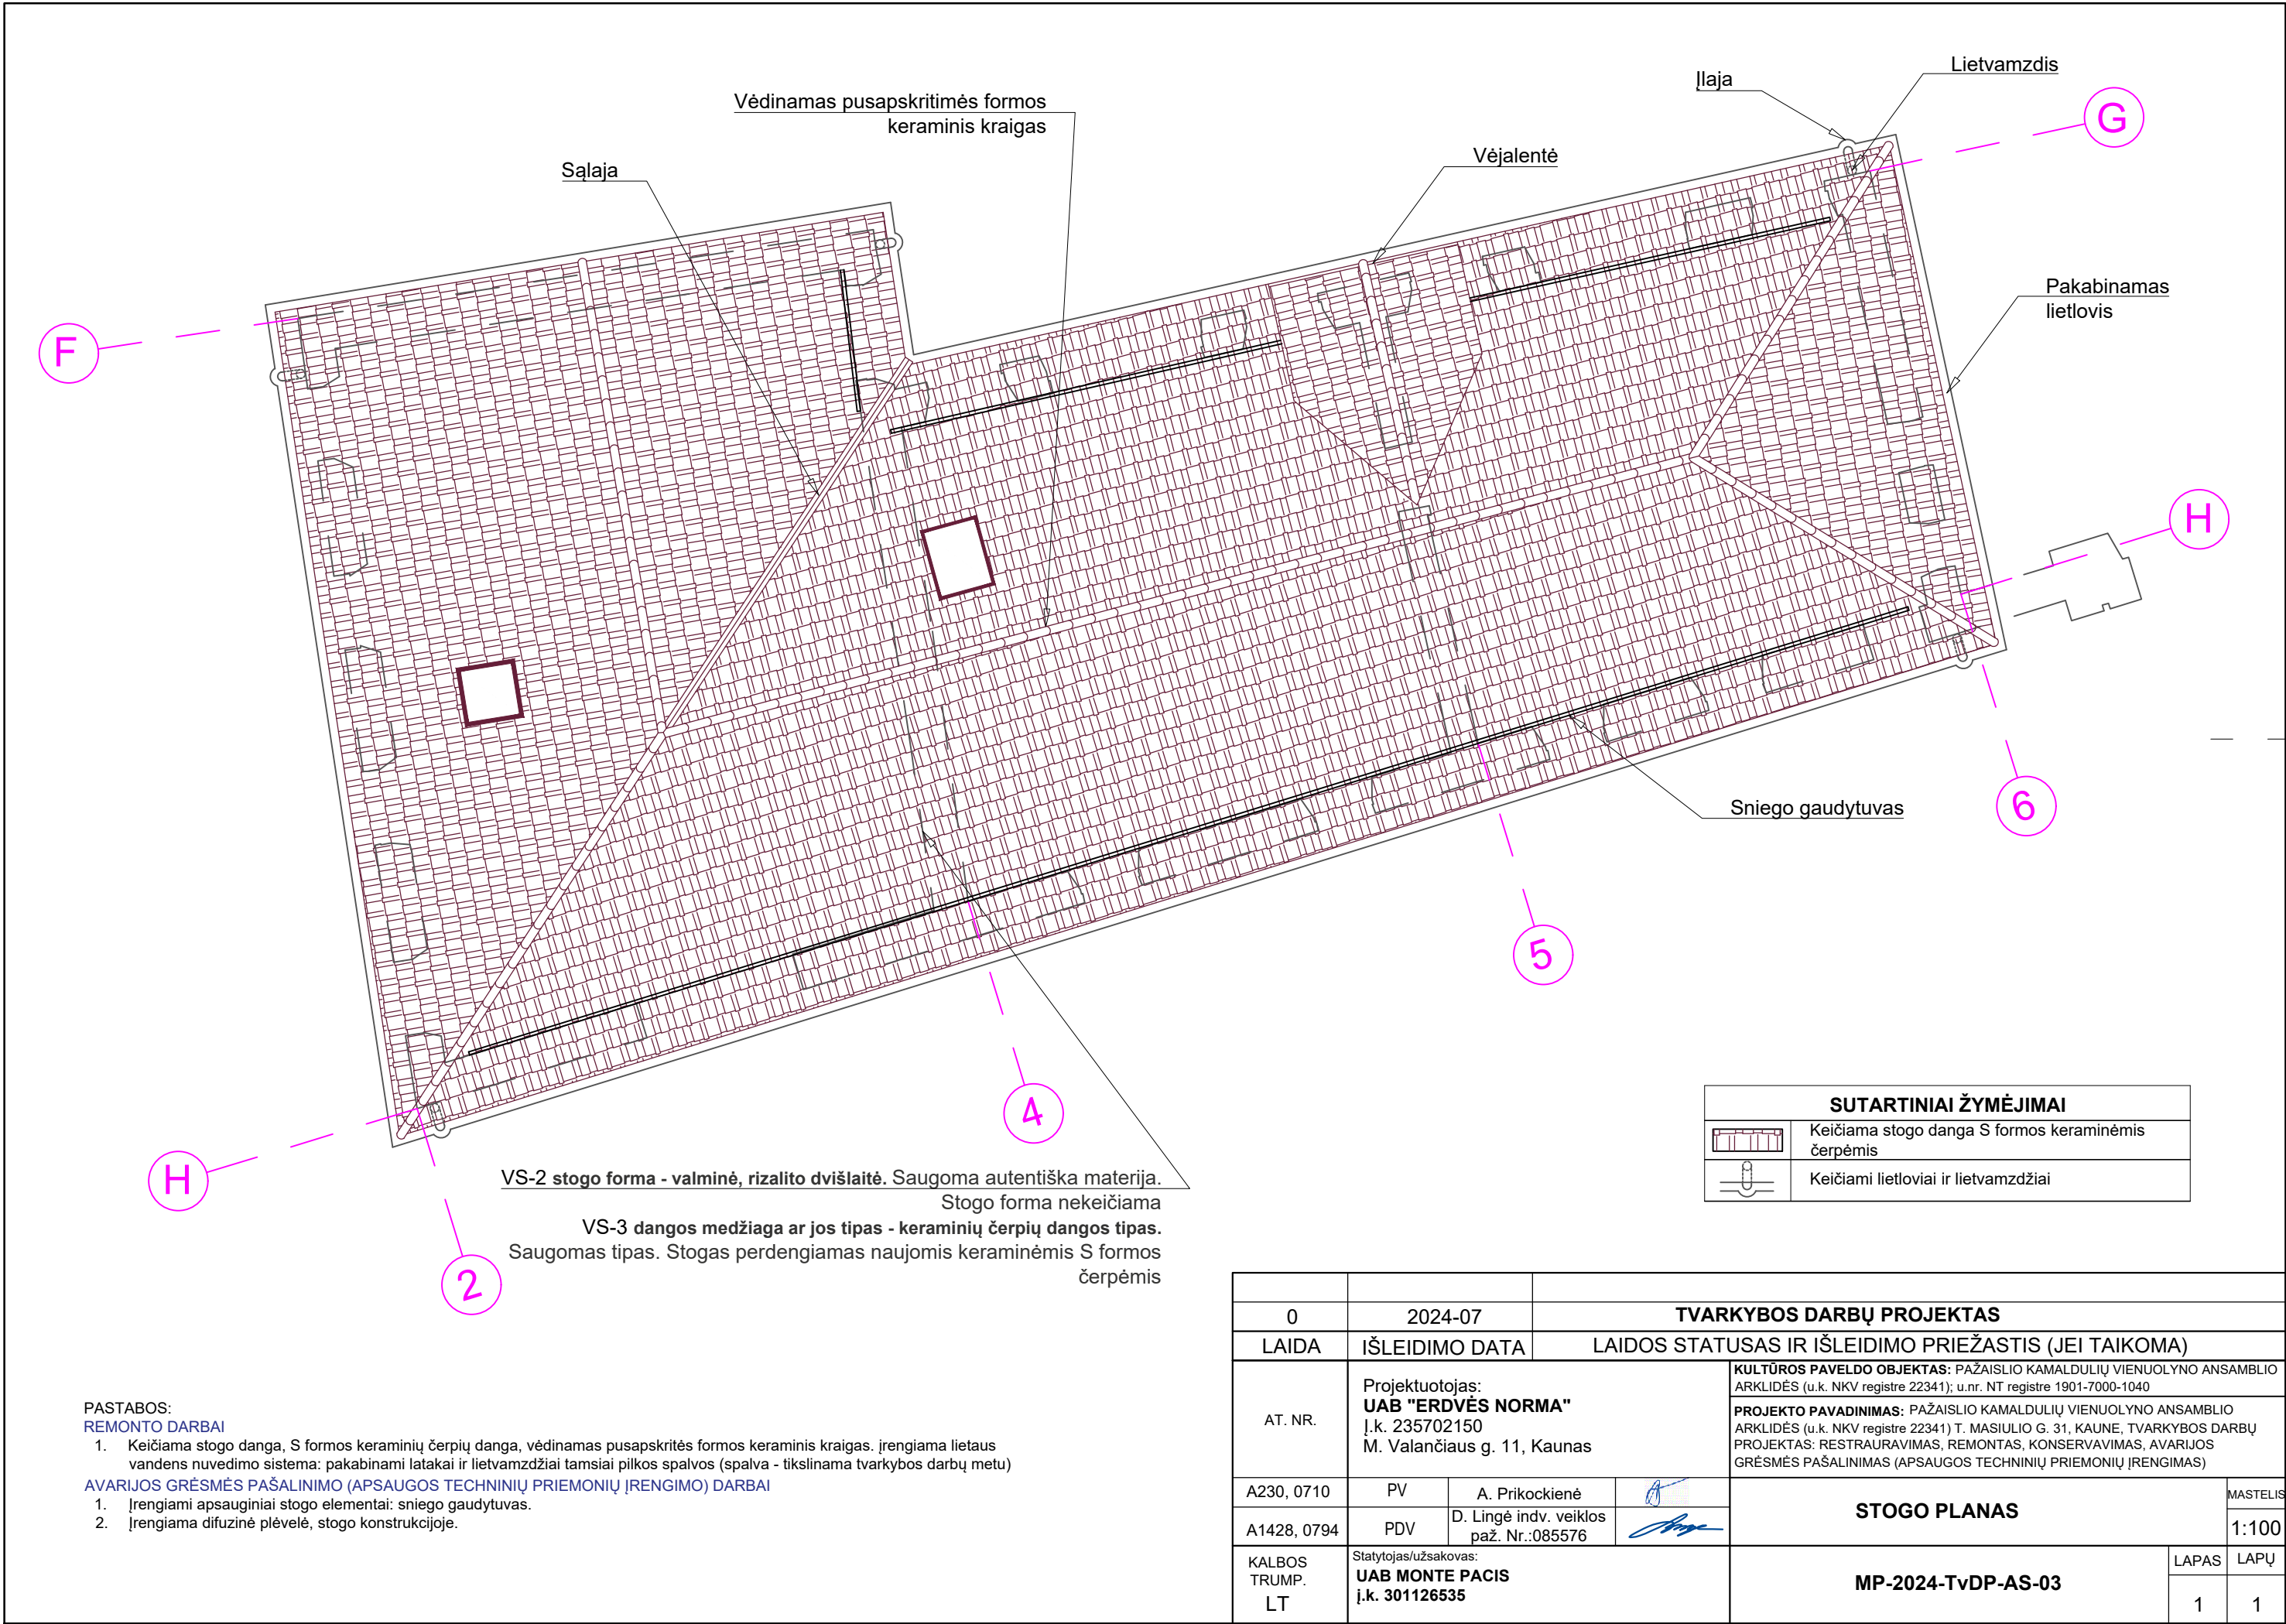 Įlaja
Lietvamzdis
Vėdinamas pusapskritimės formos
keraminis kraigas
G
Vėjalentė
Sąlaja
Pakabinamas
lietlovis
F
H
Sniego gaudytuvas
6
5
4
H
2
VS-2 stogo forma - valminė, rizalito dvišlaitė. Saugoma autentiška materija.
Stogo forma nekeičiama
VS-3 dangos medžiaga ar jos tipas - keraminių čerpių dangos tipas.
Saugomas tipas. Stogas perdengiamas naujomis keraminėmis S formos
čerpėmis
SUTARTINIAI ŽYMĖJIMAI
Keičiama stogo danga S formos keraminėmis
čerpėmis
Keičiami lietloviai ir lietvamzdžiai
PASTABOS:
REMONTO DARBAI
1. Keičiama stogo danga, S formos keraminių čerpių danga, vėdinamas pusapskritės formos keraminis kraigas. įrengiama lietaus
vandens nuvedimo sistema: pakabinami latakai ir lietvamzdžiai tamsiai pilkos spalvos (spalva - tikslinama tvarkybos darbų metu)
AVARIJOS GRĖSMĖS PAŠALINIMO (APSAUGOS TECHNINIŲ PRIEMONIŲ ĮRENGIMO) DARBAI
1. Įrengiami apsauginiai stogo elementai: sniego gaudytuvas.
2. Įrengiama difuzinė plėvelė, stogo konstrukcijoje.
0 2024-07 TVARKYBOS DARBŲ PROJEKTAS
LAIDA IŠLEIDIMO DATA LAIDOS STATUSAS IR IŠLEIDIMO PRIEŽASTIS (JEI TAIKOMA)
AT. NR.
Projektuotojas:
UAB "ERDVĖS NORMA"
Į.k. 235702150
M. Valančiaus g. 11, Kaunas
KULTŪROS PAVELDO OBJEKTAS: PAŽAISLIO KAMALDULIŲ VIENUOLYNO ANSAMBLIO
ARKLIDĖS (u.k. NKV registre 22341); u.nr. NT registre 1901-7000-1040
PROJEKTO PAVADINIMAS: PAŽAISLIO KAMALDULIŲ VIENUOLYNO ANSAMBLIO
ARKLIDĖS (u.k. NKV registre 22341) T. MASIULIO G. 31, KAUNE, TVARKYBOS DARBŲ
PROJEKTAS: RESTRAURAVIMAS, REMONTAS, KONSERVAVIMAS, AVARIJOS
GRĖSMĖS PAŠALINIMAS (APSAUGOS TECHNINIŲ PRIEMONIŲ ĮRENGIMAS)
A230, 0710 PV A. Prikockienė
A1428, 0794 PDV D. Lingė indv. veiklos
paž. Nr.:085576
STOGO PLANAS
MASTELIS
1:100
KALBOS
TRUMP.
LT
Statytojas/užsakovas:
UAB MONTE PACIS
į.k. 301126535
MP-2024-TvDP-AS-03
LAPAS LAPŲ
1 1